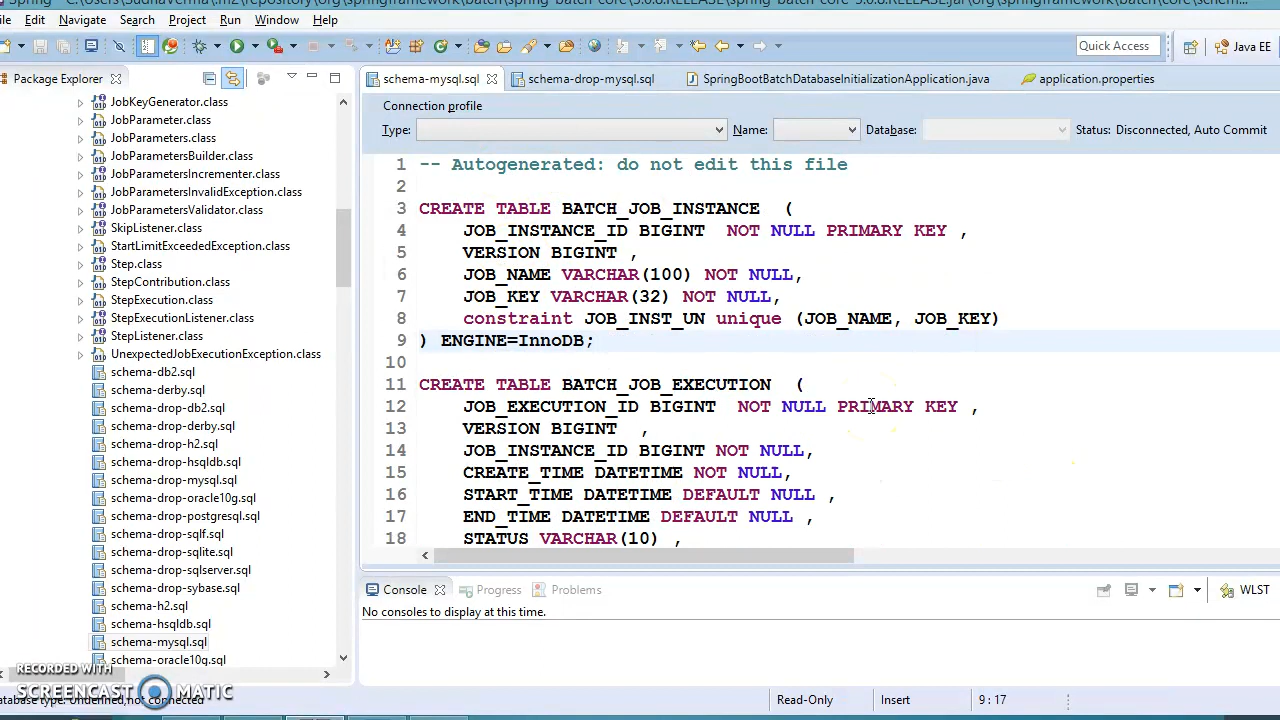 Edit Navigate Search Project Run Window Help
Quick Access
Java EE
Package Explorer
schema-mysql.sql
schema-drop-mysql.sql
SpringBootBatchDatabaseInitializationApplication.java
application.properties
JobKeyGenerator.class
JobParameter.class
JobParameters.class
JobParametersBuilder.class
JobParametersIncrementer.class
JobParametersInvalidException.class
JobParametersValidator.class
SkipListener.class
StartLimitExceededException.class
Step.class
StepContribution.class
StepExecution.class
StepExecutionListener.class
StepListener.class
UnexpectedJobExecutionException.class
schema-db2.sql
schema-derby.sql
schema-drop-db2.sql
schema-drop-derby.sql
schema-drop-h2.sql
schema-drop-hsqldb.sql
schema-drop-mysql.sql
schema-drop-oracle10g.sql
schema-drop-postgresql.sql
schema-drop-sqlf.sql
schema-drop-sqlite.sql
schema-drop-sqlserver.sql
schema-drop-sybase.sql
schema-h2.sql
schema-hsqldb.sql
schema-mysql.sql
schema-oracle10g.sql
Connection profile
Type: Name: Database: Status: Disconnected, Auto Commit
1 -- Autogenerated: do not edit this file
2
3 CREATE TABLE BATCH_JOB_INSTANCE (
4 JOB_INSTANCE_ID BIGINT NOT NULL PRIMARY KEY ,
5 VERSION BIGINT ,
6 JOB_NAME VARCHAR(100) NOT NULL,
7 JOB_KEY VARCHAR(32) NOT NULL,
8 constraint JOB_INST_UN unique (JOB_NAME, JOB_KEY)
9 ) ENGINE=InnoDB;
10
11 CREATE TABLE BATCH_JOB_EXECUTION (
12 JOB_EXECUTION_ID BIGINT NOT NULL PRIMARY KEY ,
13 VERSION BIGINT ,
14 JOB_INSTANCE_ID BIGINT NOT NULL,
15 CREATE_TIME DATETIME NOT NULL,
16 START_TIME DATETIME DEFAULT NULL ,
17 END_TIME DATETIME DEFAULT NULL ,
18 STATUS VARCHAR(10) ,
Console Progress Problems
WLST
No consoles to display at this time.
RECORDED WITH
SCREENCAST MATIC
Read-Only Insert 9 : 17